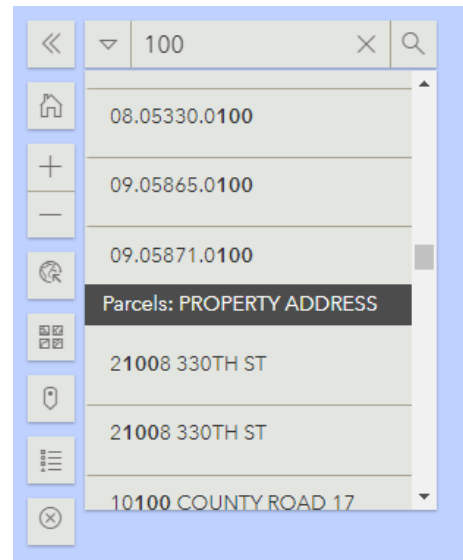 100
08.05330.0100
09.05865.0100
09.05871.0100
Parcels: PROPERTY ADDRESS
21008 330TH ST
21008 330TH ST
10100 COUNTY ROAD 17